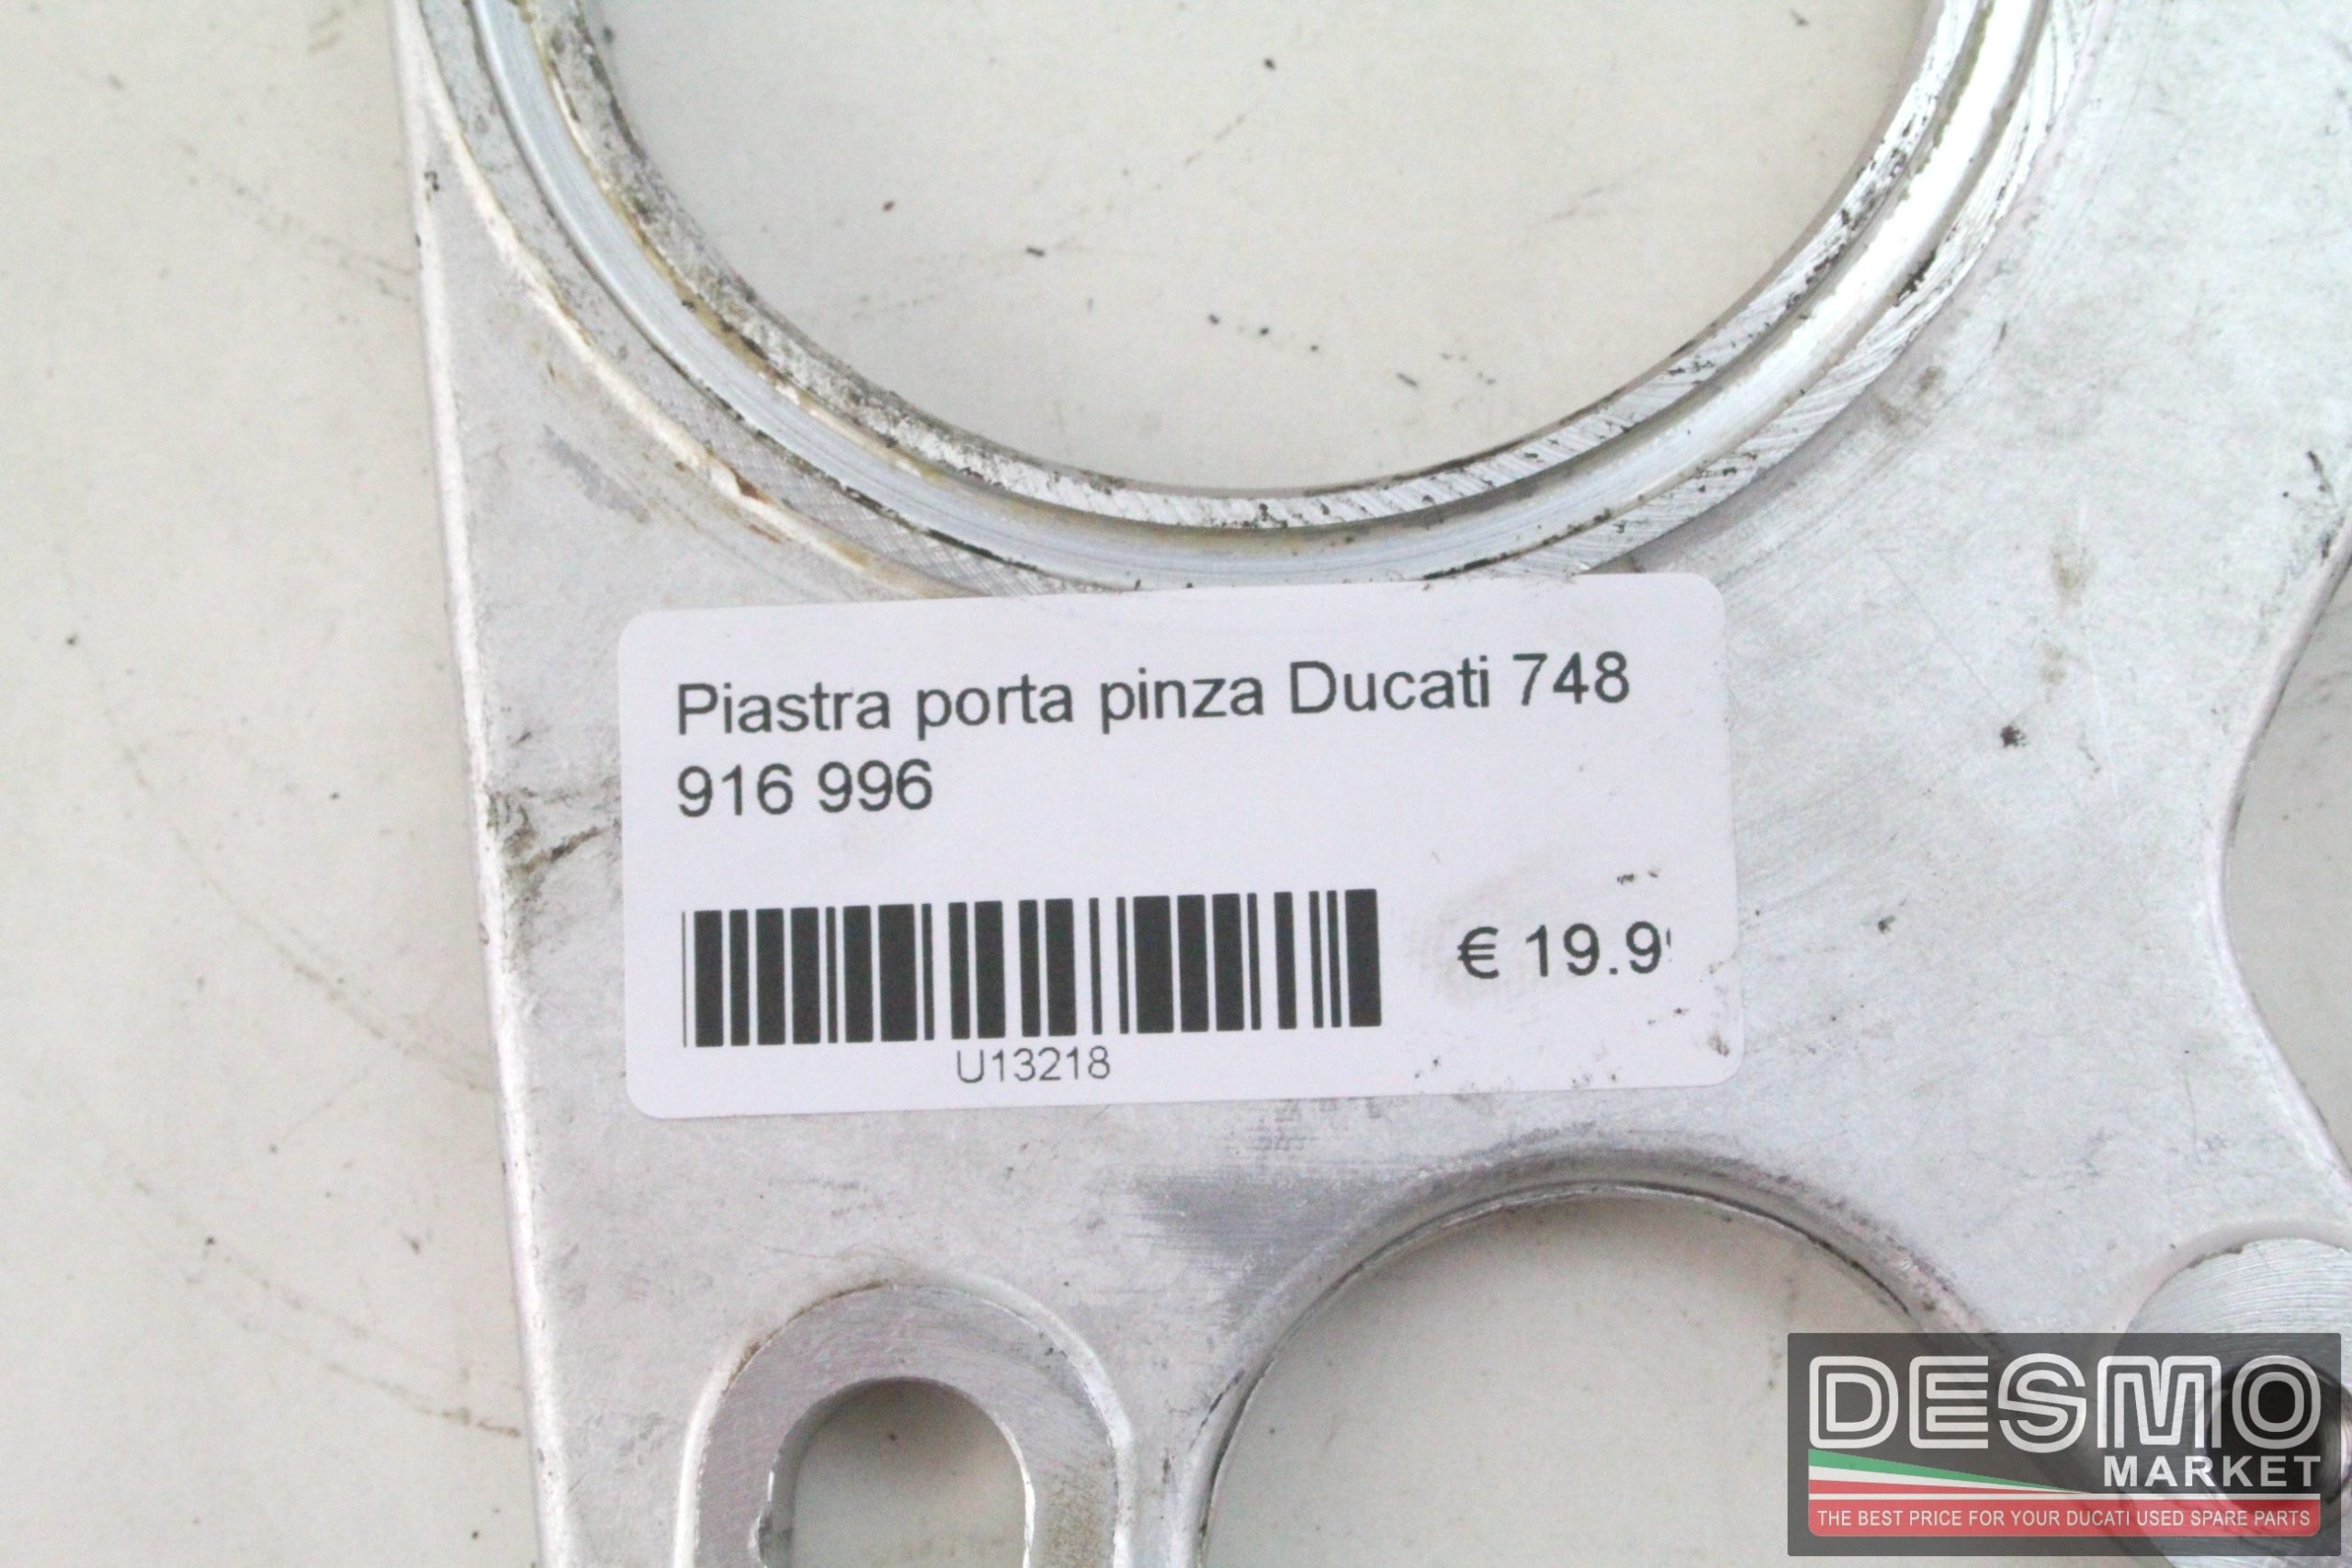 Piastra porta pinza Ducati 748
916 996
€ 19.9
U13218
DESMO
MARKET
THE BEST PRICE FOR YOUR DUCATI USED SPARE PARTS